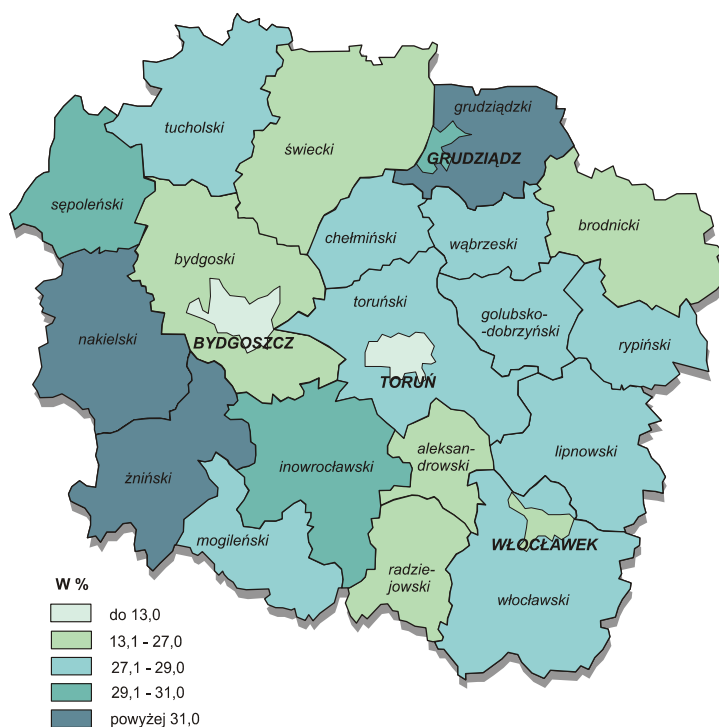 grudziądzki
tucholski
świecki
GRUDZIĄDZ
sępoleński
brodnicki
chełmiński
wąbrzeski
bydgoski
toruński
golubsko-
-dobrzyński
nakielski
BYDGOSZCZ
rypiński
TORUŃ
aleksan-
drowski
lipnowski
żniński
inowrocławski
mogileński
WŁOCŁAWEK
radzie-
jowski
włocławski
W %
do 13,0
13,1 - 27,0
27,1 - 29,0
29,1 - 31,0
powyżej 31,0